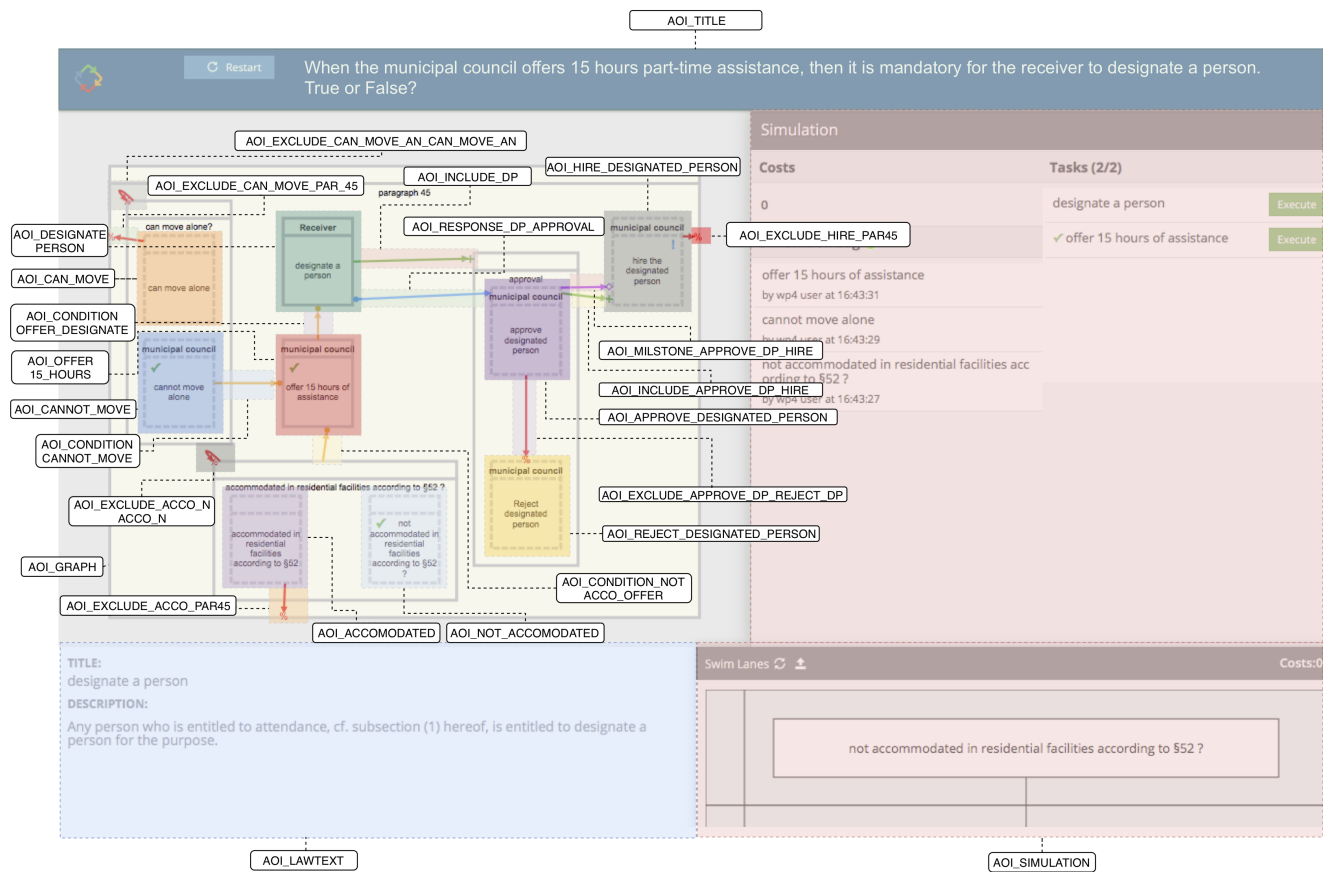 AOI_TITLE
Restart
When the municipal council offers 15 hours part-time assistance, then it is mandatory for the receiver to designate a person.
True or False?
AOI_EXCLUDE_CAN_MOVE_AN_CAN_MOVE_AN
AOI_EXCLUDE_CAN_MOVE_PAR_45
AOI_INCLUDE_DP
AOI_HIRE_DESIGNATED_PERSON
paragraph 45
AOI_DESIGNATE
PERSON
can move alone?
Receiver
designate a
person
AOI_RESPONSE_DP_APPROVAL
municipal council
!
hire the
designated
person
%
AOI_EXCLUDE_HIRE_PAR45
AOI_CAN_MOVE
can move alone
approval
municipal council
approve
designated
person
AOI_CONDITION
OFFER_DESIGNATE
AOI_OFFER
15_HOURS
municipal council
cannot move
alone
municipal council
offer 15 hours of
assistance
AOI_MILSTONE_APPROVE_DP_HIRE
AOI_INCLUDE_APPROVE_DP_HIRE
AOI_CANNOT_MOVE
AOI_APPROVE_DESIGNATED_PERSON
AOI_CONDITION
CANNOT_MOVE
%
municipal council
Reject
designated
person
AOI_EXCLUDE_APPROVE_DP_REJECT_DP
AOI_REJECT_DESIGNATED_PERSON
AOI_EXCLUDE_ACCO_N
ACCO_N
accommodated in residential facilities according to §52 ?
accommodated in
residential
facilities
according to §52
not
accommodated in
residential
facilities
according to §52
?
AOI_GRAPH
AOI_CONDITION_NOT
ACCO_OFFER
AOI_EXCLUDE_ACCO_PAR45
%
AOI_ACCOMODATED
AOI_NOT_ACCOMODATED
Simulation
Costs
Tasks (2/2)
0
designate a person
Execute
offer 15 hours of assistance
Execute
offer 15 hours of assistance
by wp4 user at 16:43:31
cannot move alone
by wp4 user at 16:43:29
not accommodated in residential facilities acc
ording to §52 ?
by wp4 user at 16:43:27
TITLE:
designate a person
DESCRIPTION:
Any person who is entitled to attendance, cf. subsection (1) hereof, is entitled to designate a
person for the purpose.
Swim Lanes
Costs:0
not accommodated in residential facilities according to §52 ?
AOI_LAWTEXT
AOI_SIMULATION